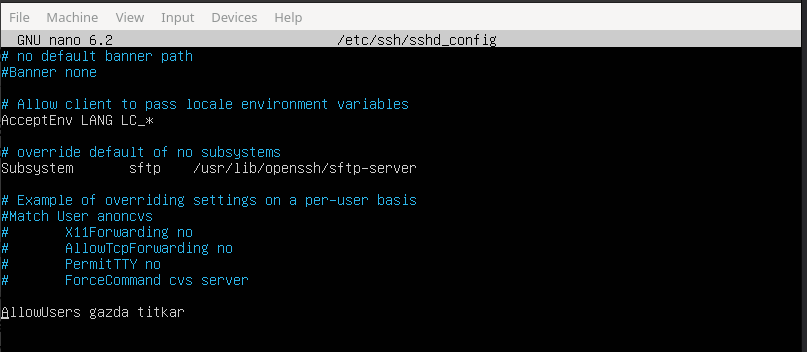 File Machine View Input Devices Help
GNU nano 6.2 /etc/ssh/sshd_config
# no default banner path
#Banner none
# Allow client to pass locale environment variables
AcceptEnv LANG LC_*
# override default of no subsystems
Subsystem sftp /usr/lib/openssh/sftp-server
# Example of overriding settings on a per-user basis
#Match User anoncvs
# X11Forwarding no
# AllowTcpForwarding no
# PermitTTY no
# ForceCommand cvs server
AllowUsers gazda titkar